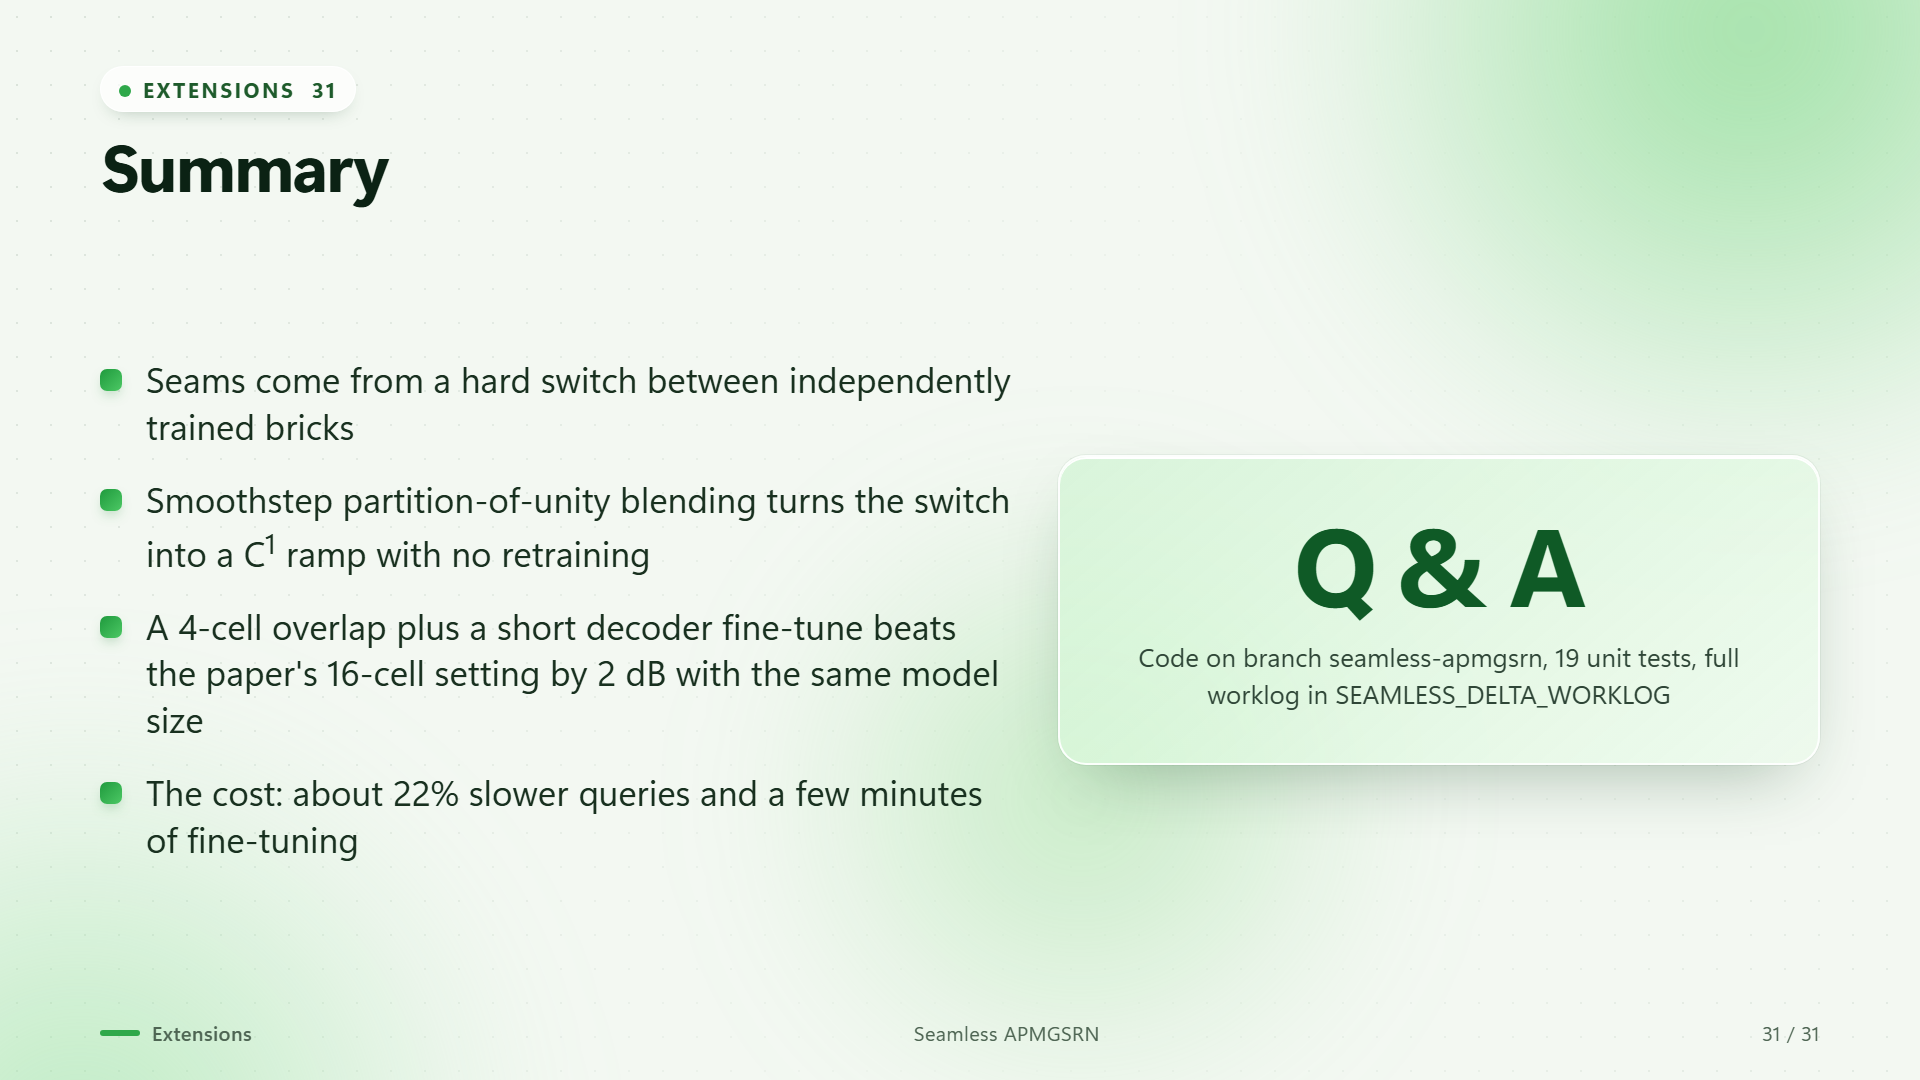 EXTENSIONS 31
Summary
Seams come from a hard switch between independently
trained bricks
Smoothstep partition-of-unity blending turns the switch
into a C¹ ramp with no retraining
A 4-cell overlap plus a short decoder fine-tune beats
the paper's 16-cell setting by 2 dB with the same model
size
The cost: about 22% slower queries and a few minutes
of fine-tuning
Q & A
Code on branch seamless-apmgsrn, 19 unit tests, full
worklog in SEAMLESS_DELTA_WORKLOG
Extensions
Seamless APMGSRN
31 / 31